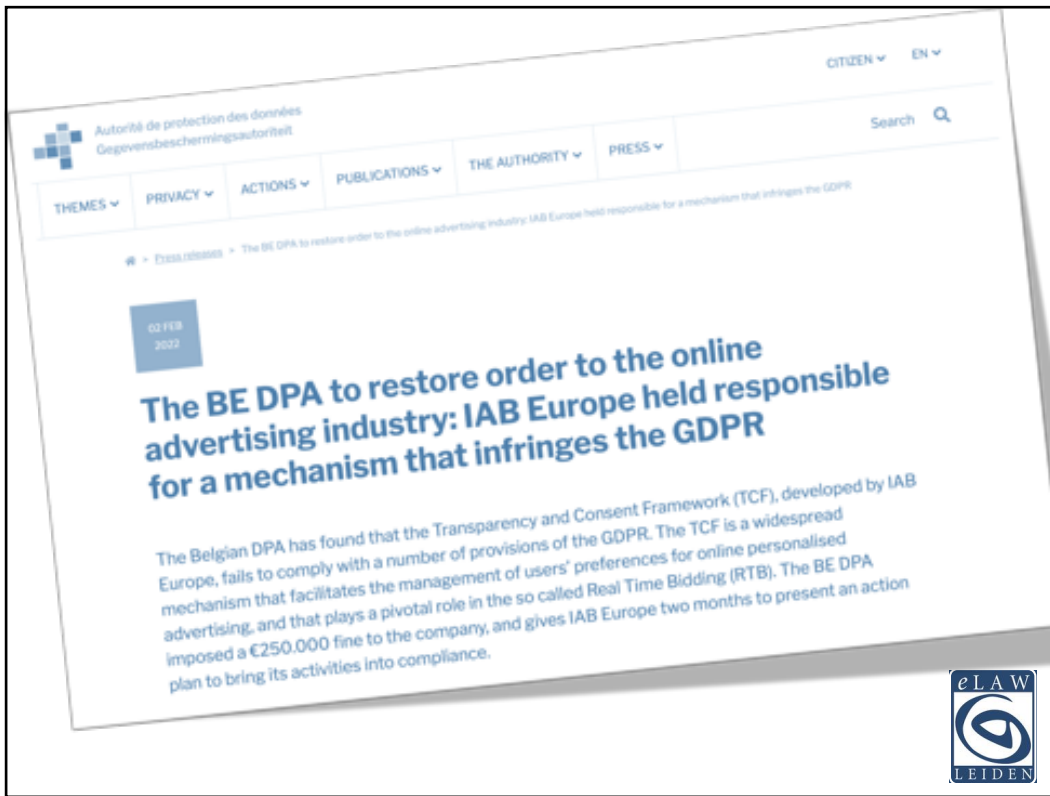 CITIZEN EN
Autorité de protection des données
Gegevensbeschermingsautoriteit
Search
THEMES PRIVACY ACTIONS PUBLICATIONS THE AUTHORITY PRESS
> Press releases > The BE DPA to restore order to the online advertising industry: IAB Europe held responsible for a mechanism that infringes the GDPR
02 FEB
2022
The BE DPA to restore order to the online
advertising industry: IAB Europe held responsible
for a mechanism that infringes the GDPR
The Belgian DPA has found that the Transparency and Consent Framework (TCF), developed by IAB
Europe, fails to comply with a number of provisions of the GDPR. The TCF is a widespread
mechanism that facilitates the management of users' preferences for online personalised
advertising, and that plays a pivotal role in the so called Real Time Bidding (RTB). The BE DPA
imposed a €250.000 fine to the company, and gives IAB Europe two months to present an action
plan to bring its activities into compliance.
eLAW
LEIDEN